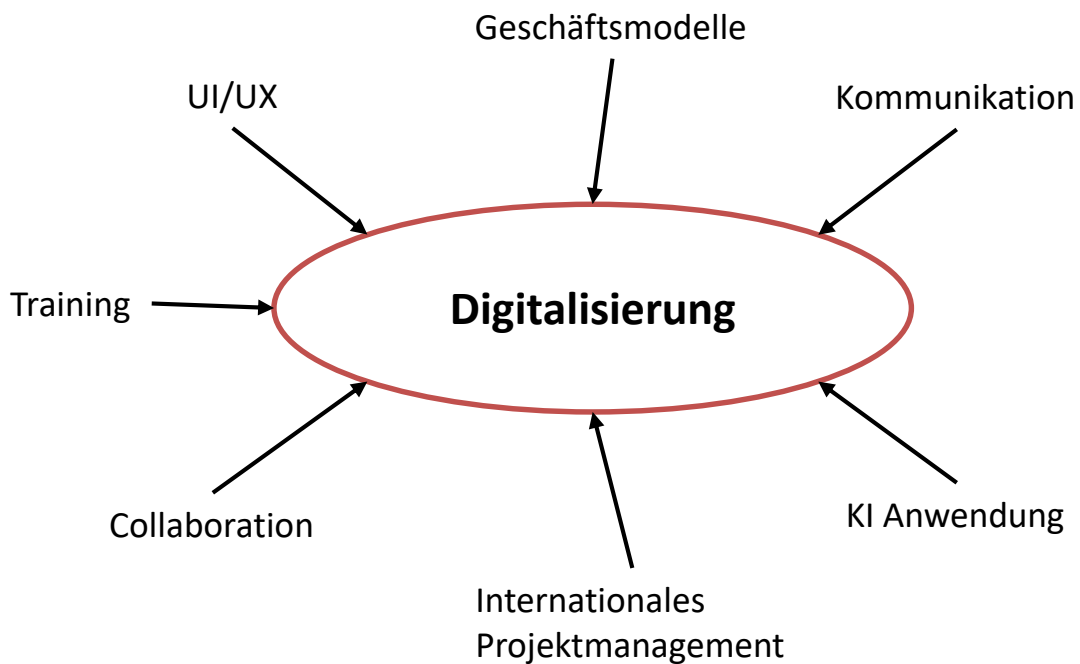 Geschäftsmodelle
UI/UX
Kommunikation
Training
Digitalisierung
Collaboration
KI Anwendung
Internationales
Projektmanagement